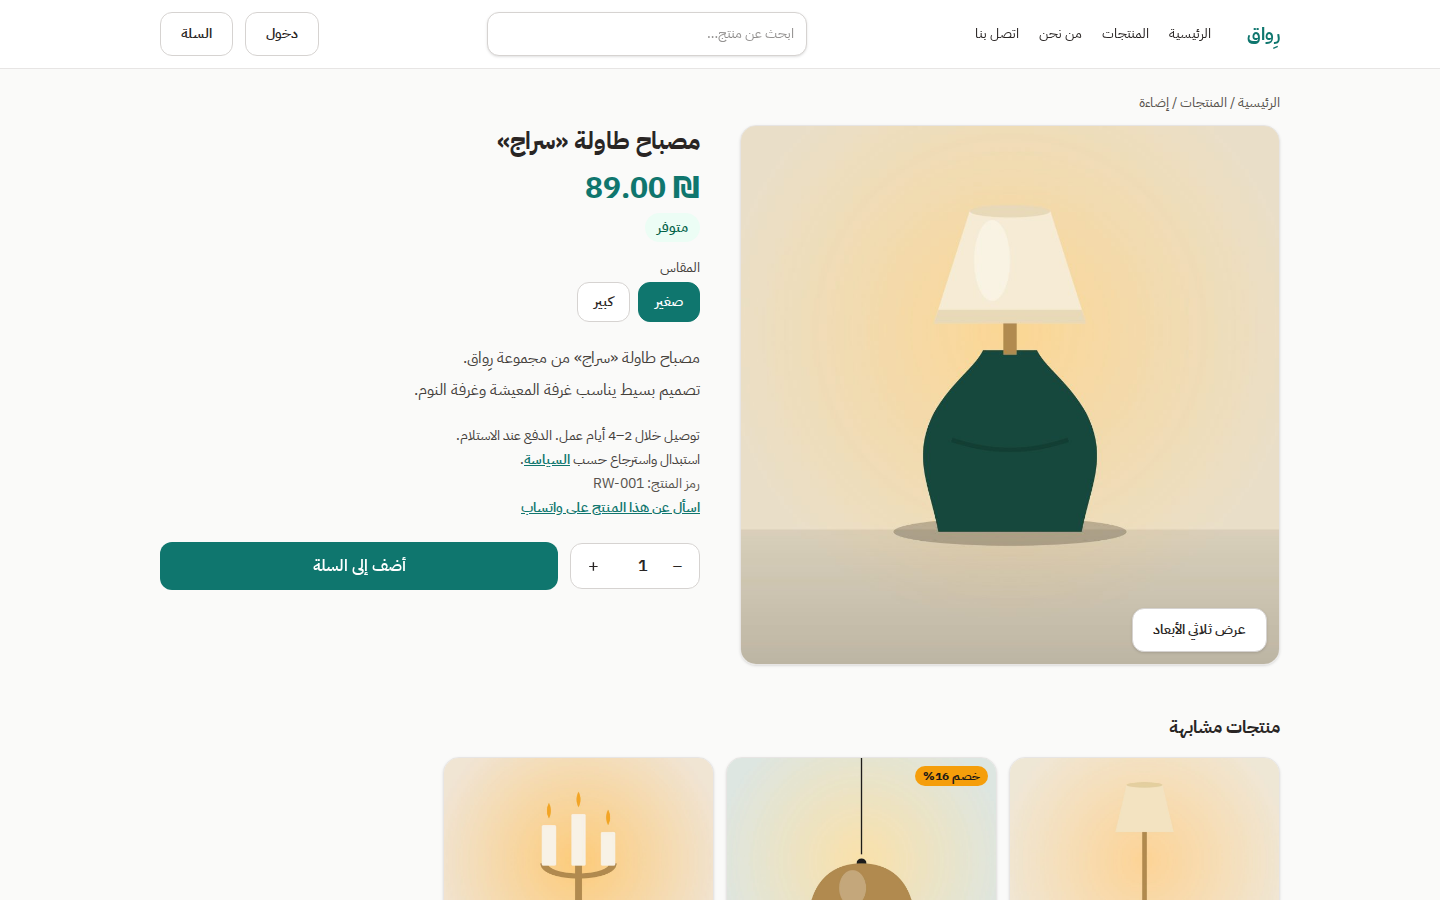 رِواق
الرئيسية المنتجات من نحن اتصل بنا
ابحث عن منتج...
دخول
السلة
الرئيسية / المنتجات / إضاءة
مصباح طاولة «سراج»
₪ 89.00
متوفر
المقاس
صغير
كبير
مصباح طاولة «سراج» من مجموعة رِواق.
تصميم بسيط يناسب غرفة المعيشة وغرفة النوم.
توصيل خلال 2–4 أيام عمل. الدفع عند الاستلام.
استبدال واسترجاع حسب السياسة.
رمز المنتج: RW-001
اسأل عن هذا المنتج على واتساب
− 1 +
أضف إلى السلة
عرض ثلاثي الأبعاد
منتجات مشابهة
خصم 16%